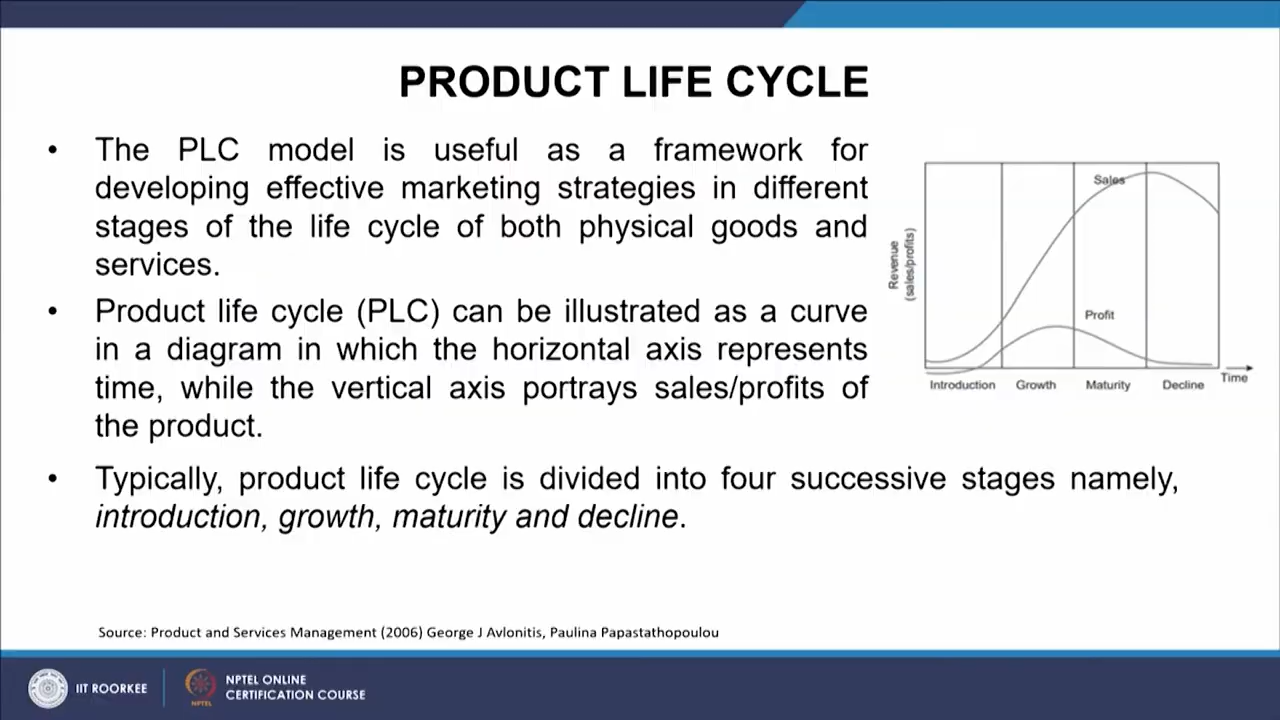 PRODUCT LIFE CYCLE
• The PLC model is useful as a framework for
developing effective marketing strategies in different
stages of the life cycle of both physical goods and
services.
• Product life cycle (PLC) can be illustrated as a curve
in a diagram in which the horizontal axis represents
time, while the vertical axis portrays sales/profits of
the product.
• Typically, product life cycle is divided into four successive stages namely,
introduction, growth, maturity and decline.
Revenue
(sales/profits)
Sales
Profit
Introduction Growth Maturity Decline Time
Source: Product and Services Management (2006) George J Avlonitis, Paulina Papastathopoulou
IIT ROORKEE
NPTEL
NPTEL ONLINE
CERTIFICATION COURSE